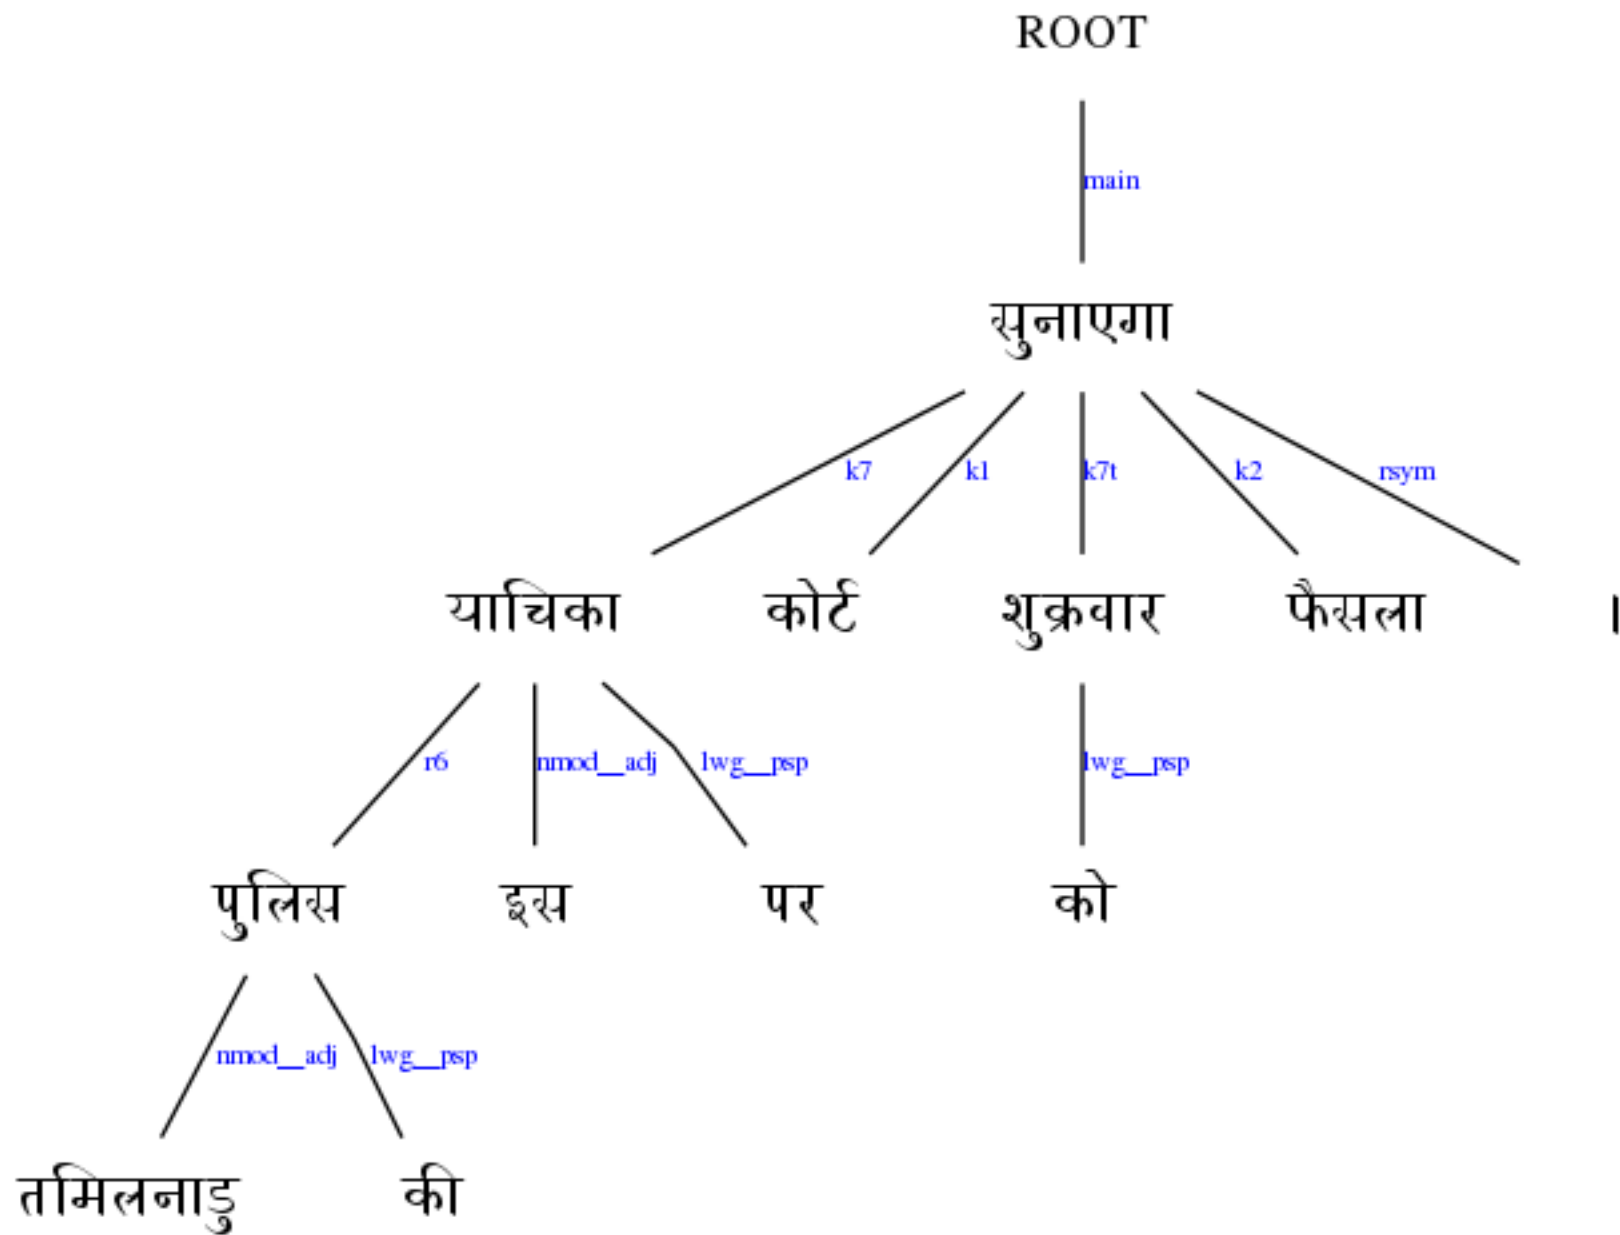 ROOT
main
सुनाएगा
k7 k1 k7t k2 rsym
याचिका कोर्ट शुक्रवार फैसला ।
r6 nmod__adj lwg__psp lwg__psp
पुलिस इस पर को
nmod__adj lwg__psp
तमिलनाडु की